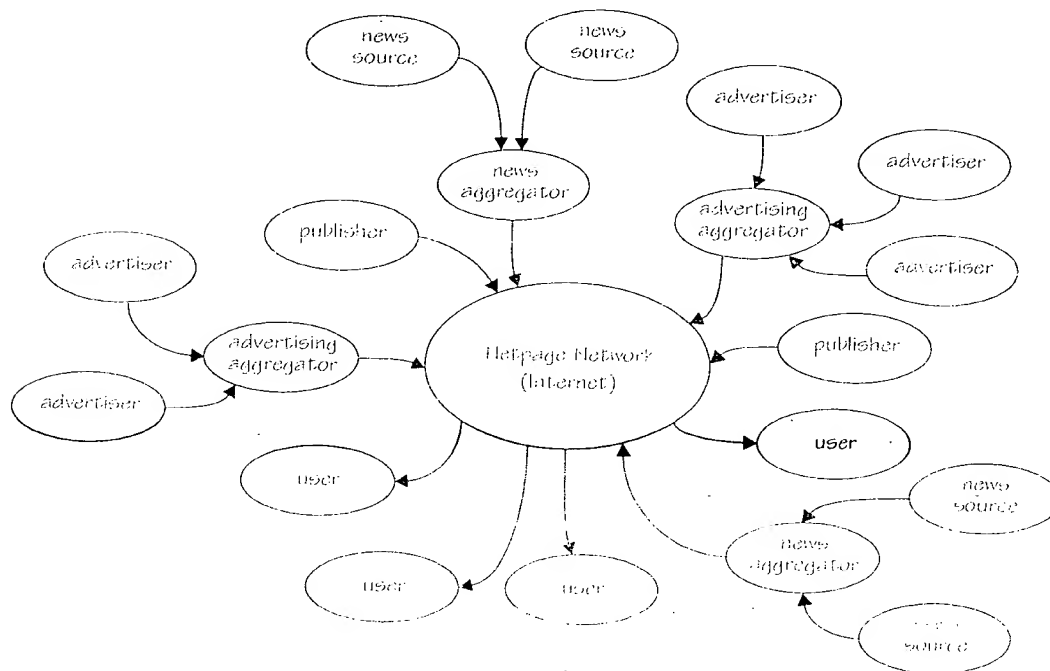 news
source
news
source
advertiser
advertiser
news
aggregator
advertising
aggregator
publisher
advertiser
advertiser
Netpage Network
(Internet)
publisher
advertising
aggregator
advertiser
user
user
news
source
news
aggregator
user
user
source